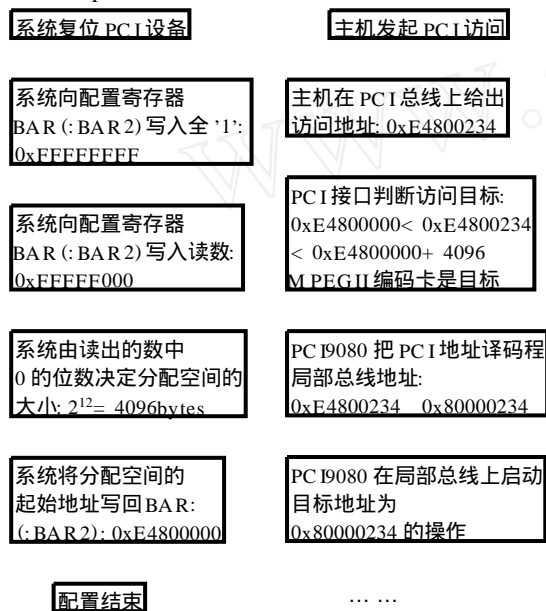 系统复位 PCI设备
系统向配置寄存器
BAR (: BAR 2) 写入全 '1':
0xFFFFFFFFF
系统向配置寄存器
BAR (: BAR 2) 写入读数:
0xFFFFF000
系统由读出的数中
0 的位数决定分配空间的
大小: 2¹²= 4096bytes
系统将分配空间的
起始地址写回BAR:
(: BAR 2): 0xE4800000
配置结束
主机发起 PCI访问
主机在 PCI总线上给出
访问地址: 0xE4800234
PCI接口判断访问目标:
0xE4800000< 0xE4800234
< 0xE4800000+ 4096
M PEGII编码卡是目标
PCI9080 把 PCI地址译码程
局部总线地址:
0xE4800234 0x80000234
PCI9080 在局部总线上启动
目标地址为
0x80000234 的操作
… …